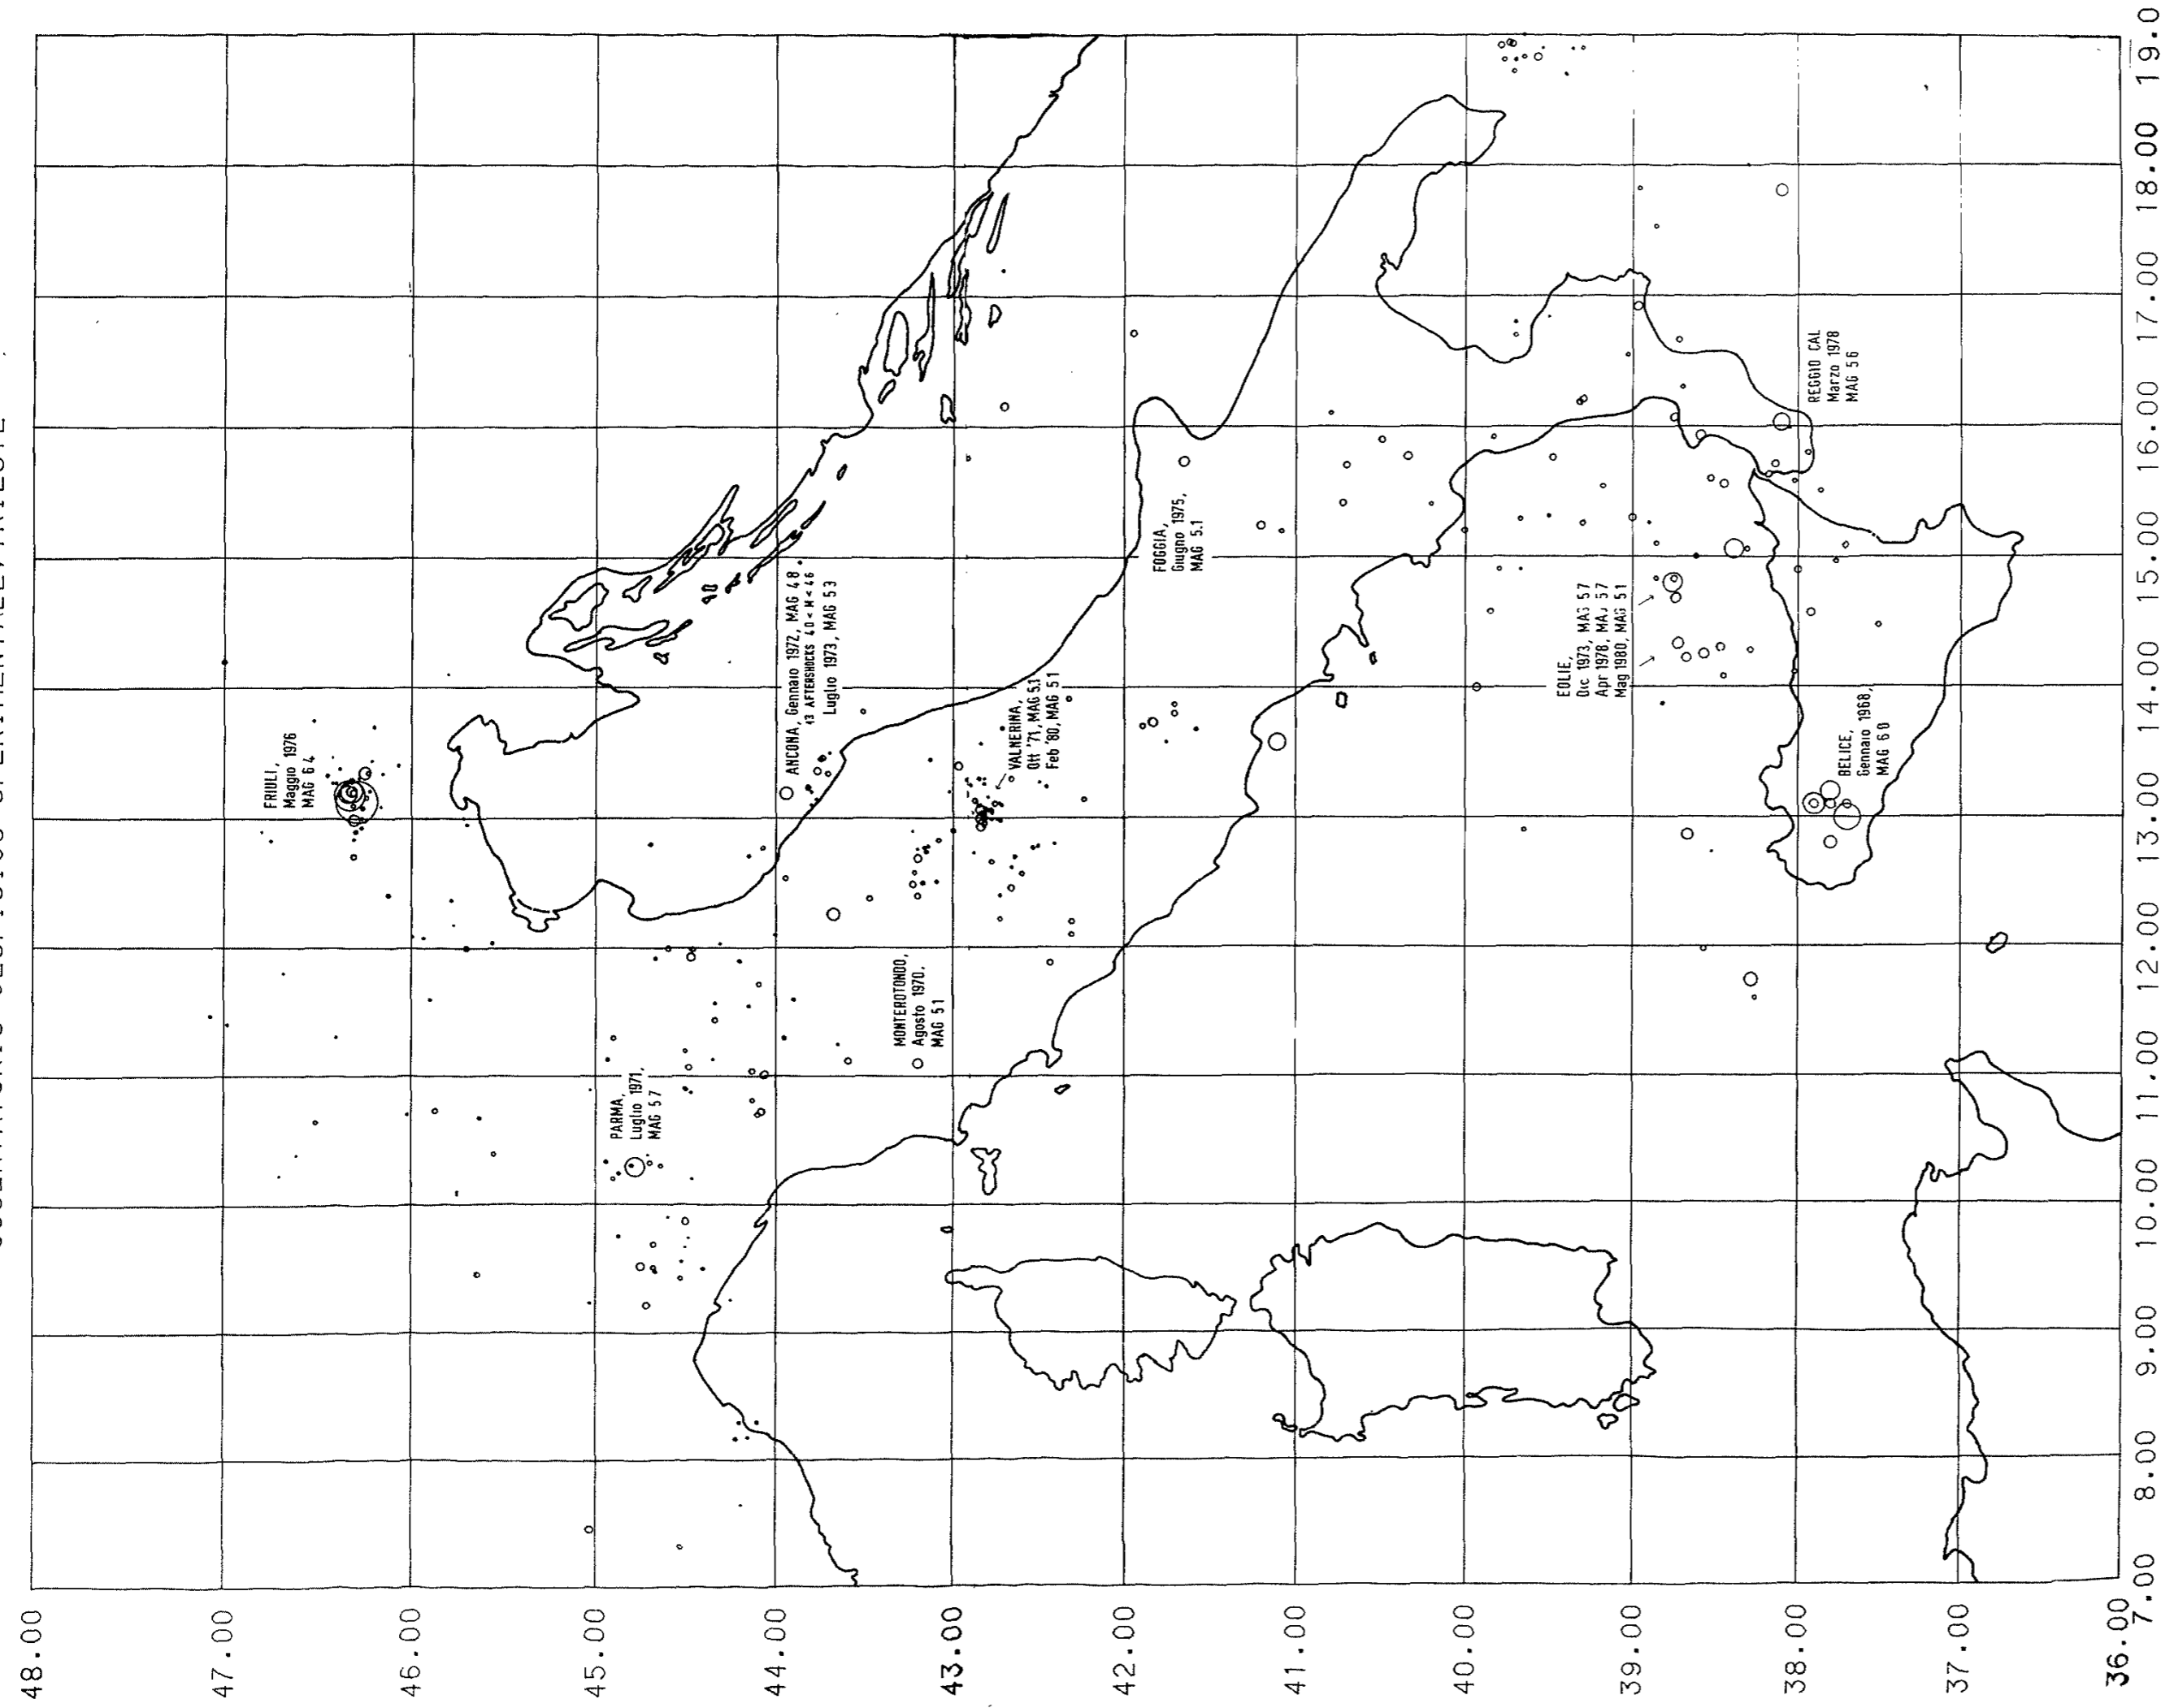 FRIULI,
Maggio 1976
MAG 6 4
ANCONA, Gennaio 1972, MAG 4 8
13 AFTERSHOCKS 4.0 < M < 4.6
Luglio 1973, MAG 5 3
VALNERINA,
Ott '71, MAG 5.1
Feb '80, MAG 5 1
FOGGIA,
Giugno 1975,
MAG 5.1
MONTEROTONDO,
Agosto 1970,
MAG 5 1
PARMA,
Luglio 1971,
MAG 5 7
EOLIE,
Dic 1973, MAG 5 7
Apr 1978, MAG 5 7
Mag 1980, MAG 5 1
REGGIO CAL
Marzo 1978
MAG 5 6
BELICE,
Gennaio 1968,
MAG 6 0
48.00
47.00
46.00
45.00
44.00
43.00
42.00
41.00
40.00
39.00
38.00
37.00
36.00
7.00
8.00
9.00
10.00
11.00
12.00
13.00
14.00
15.00
16.00
17.00
18.00
19.0